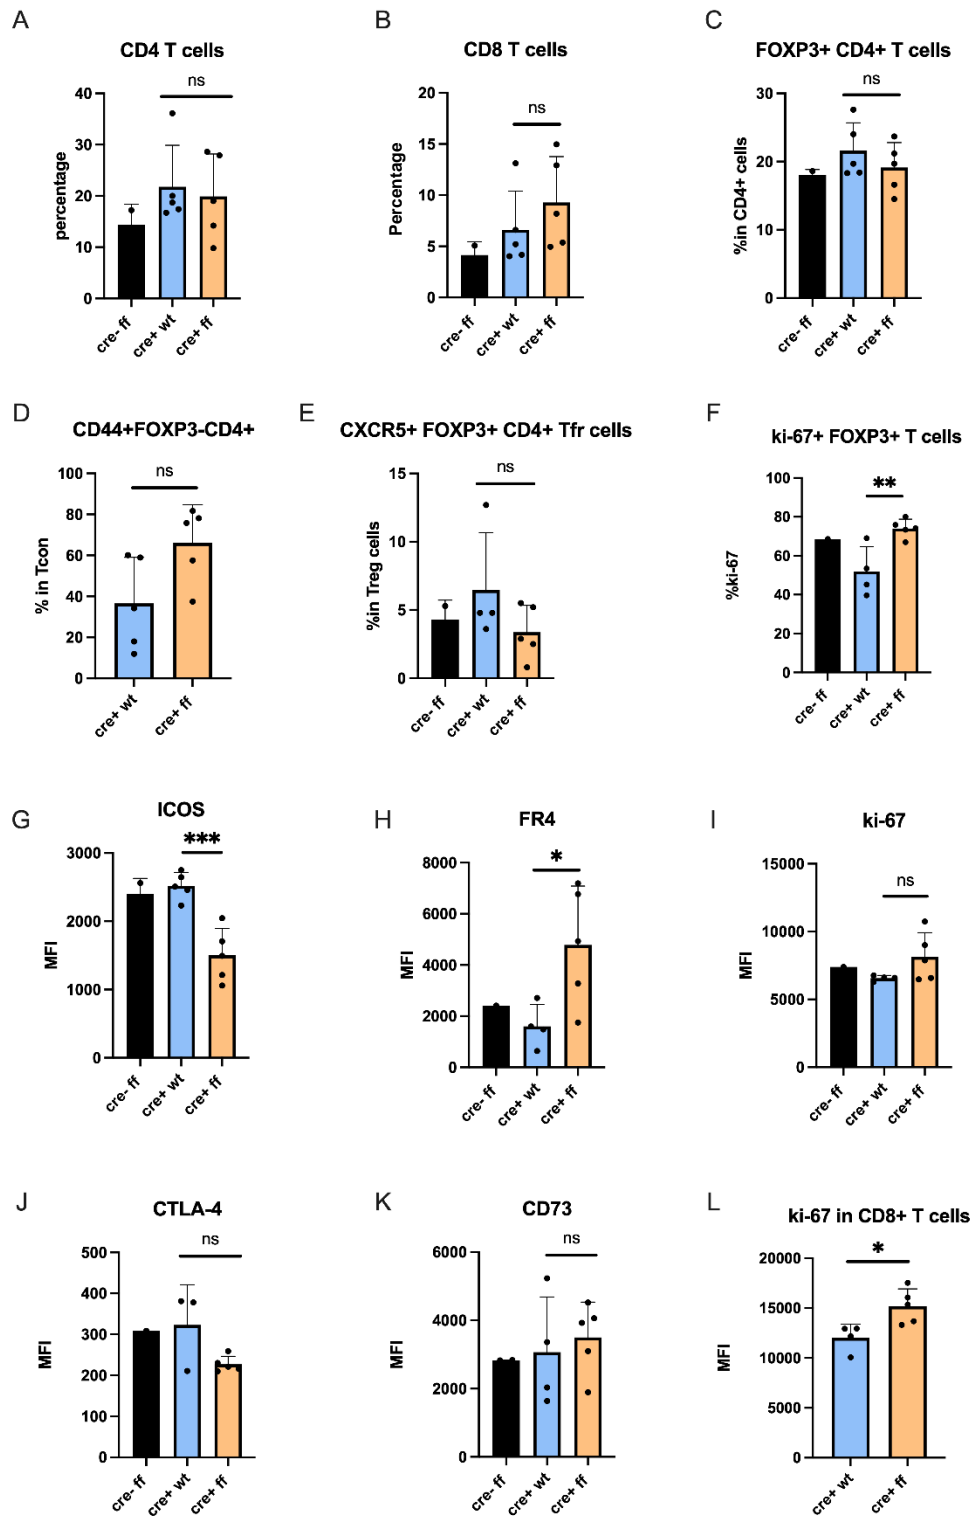 A
CD4 T cells
ns
percentage
40
30
20
10
0
cre- ff
cre+ wt
cre+ ff
B
CD8 T cells
ns
Percentage
20
15
10
5
0
cre- ff
cre+ wt
cre+ ff
C
FOXP3+ CD4+ T cells
ns
%in CD4+ cells
30
20
10
0
cre- ff
cre+ wt
cre+ ff
D
CD44+FOXP3-CD4+
ns
% in Tcon
100
80
60
40
20
0
cre+ wt
cre+ ff
E
CXCR5+ FOXP3+ CD4+ Tfr cells
ns
%in Treg cells
15
10
5
0
cre- ff
cre+ wt
cre+ ff
F
ki-67+ FOXP3+ T cells
**
%ki-67
100
80
60
40
20
0
cre- ff
cre+ wt
cre+ ff
G
ICOS
***
MFI
3000
2000
1000
0
cre- ff
cre+ wt
cre+ ff
H
FR4
*
MFI
8000
6000
4000
2000
0
cre- ff
cre+ wt
cre+ ff
I
ki-67
ns
MFI
15000
10000
5000
0
cre- ff
cre+ wt
cre+ ff
J
CTLA-4
ns
MFI
500
400
300
200
100
0
cre- ff
cre+ wt
cre+ ff
K
CD73
ns
MFI
6000
4000
2000
0
cre- ff
cre+ wt
cre+ ff
L
ki-67 in CD8+ T cells
*
MFI
20000
15000
10000
5000
0
cre+ wt
cre+ ff